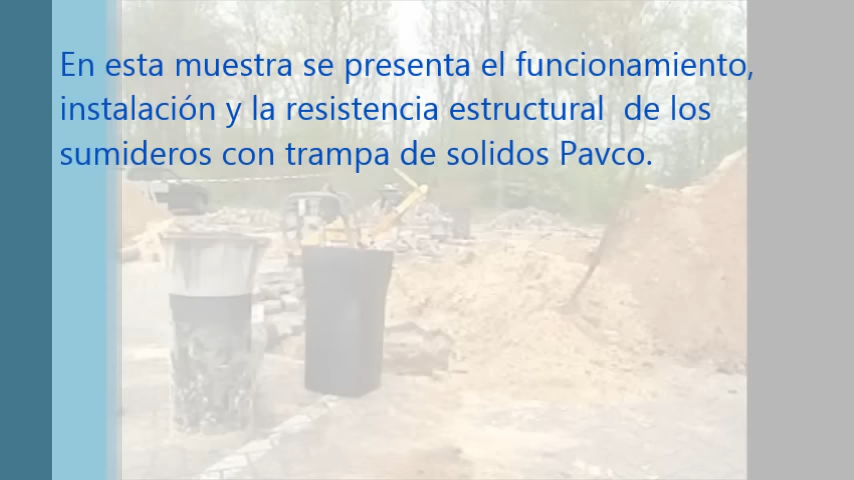 En esta muestra se presenta el funcionamiento,
instalación y la resistencia estructural de los
sumideros con trampa de solidos Pavco.